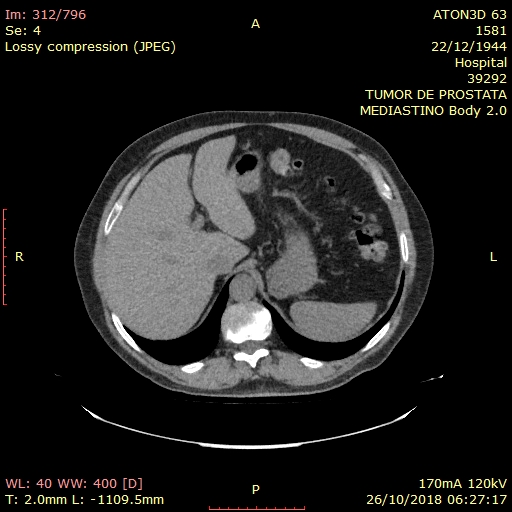 Im: 312/796
Se: 4
Lossy compression (JPEG)
A
ATON3D 63
1581
22/12/1944
Hospital
39292
TUMOR DE PROSTATA
MEDIASTINO Body 2.0
R
L
WL: 40 WW: 400 [D]
T: 2.0mm L: -1109.5mm
P
170mA 120kV
26/10/2018 06:27:17